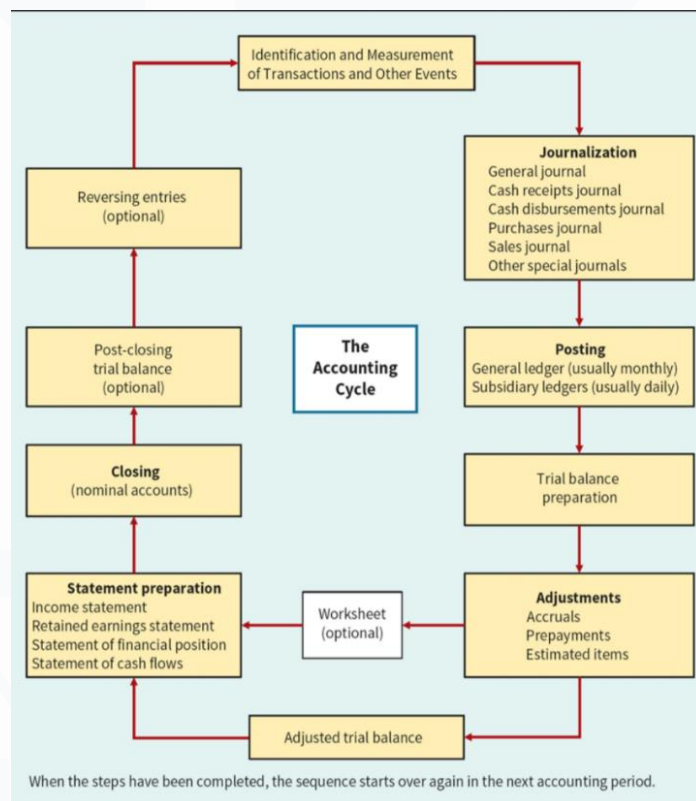 Identification and Measurement
of Transactions and Other Events
Journalization
General journal
Cash receipts journal
Cash disbursements journal
Purchases journal
Sales journal
Other special journals
Reversing entries
(optional)
The
Accounting
Cycle
Post-closing
trial balance
(optional)
Posting
General ledger (usually monthly)
Subsidiary ledgers (usually daily)
Closing
(nominal accounts)
Trial balance
preparation
Statement preparation
Income statement
Retained earnings statement
Statement of financial position
Statement of cash flows
Worksheet
(optional)
Adjustments
Accruals
Prepayments
Estimated items
Adjusted trial balance
When the steps have been completed, the sequence starts over again in the next accounting period.